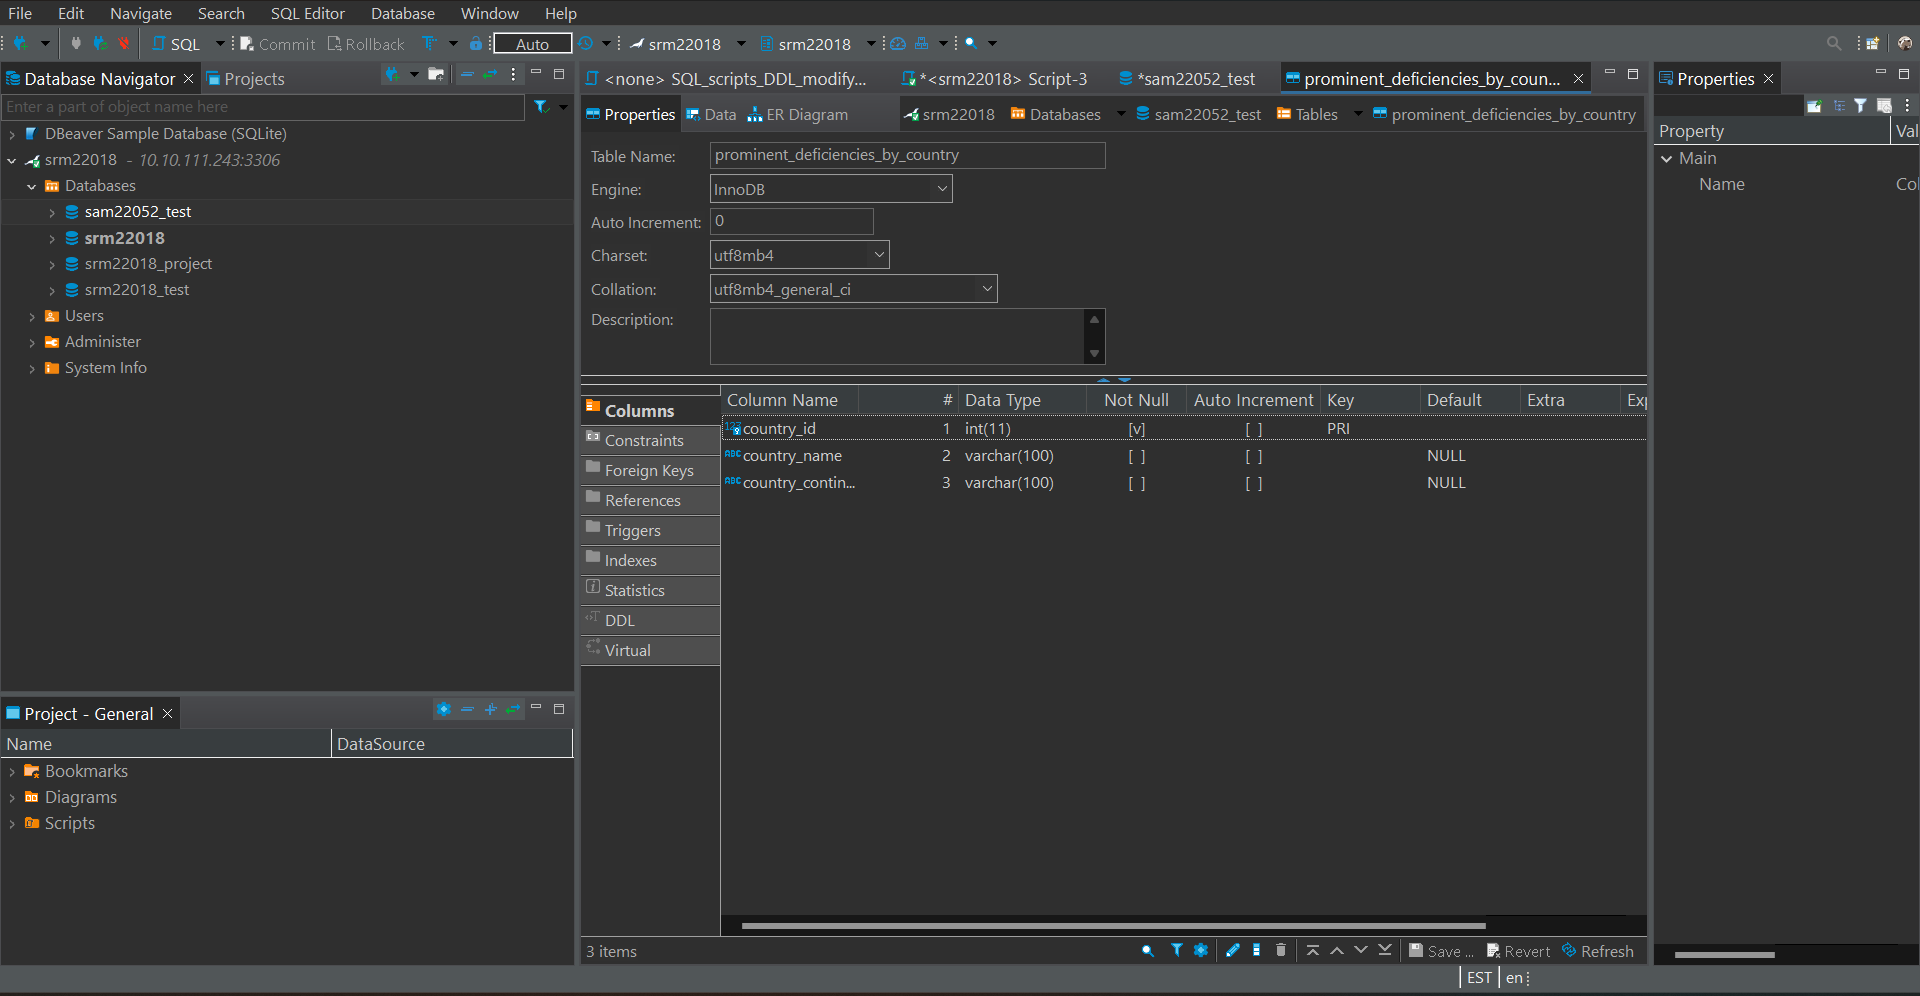 File Edit Navigate Search SQL Editor Database Window Help
SQL Commit Rollback Auto srm22018 srm22018
Database Navigator Projects
Enter a part of object name here
DBeaver Sample Database (SQLite)
srm22018 - 10.10.111.243:3306
Databases
sam22052_test
srm22018
srm22018_project
srm22018_test
Users
Administer
System Info
Project - General
Name DataSource
Bookmarks
Diagrams
Scripts
<none> SQL_scripts_DDL_modify... *<srm22018> Script-3 *sam22052_test prominent_deficiencies_by_coun...
Properties Data ER Diagram srm22018 Databases sam22052_test Tables prominent_deficiencies_by_country
Table Name: prominent_deficiencies_by_country
Engine: InnoDB
Auto Increment: 0
Charset: utf8mb4
Collation: utf8mb4_general_ci
Description:
Columns
Constraints
Foreign Keys
References
Triggers
Indexes
Statistics
DDL
Virtual
Column Name # Data Type Not Null Auto Increment Key Default Extra Exp
123 country_id 1 int(11) [v] [ ] PRI
ABC country_name 2 varchar(100) [ ] [ ] NULL
ABC country_contin... 3 varchar(100) [ ] [ ] NULL
3 items Save ... Revert Refresh
Properties
Property Val
Main
Name Col
EST en